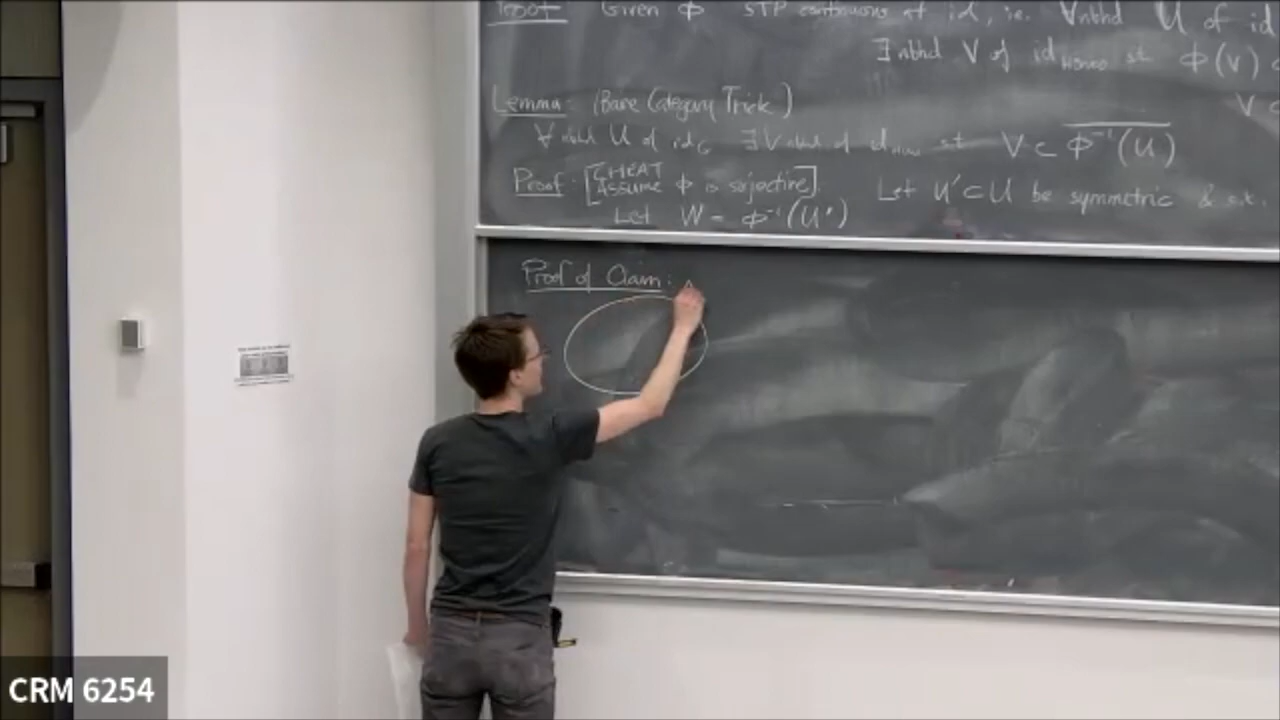 Proof: Given Φ STP continuous at id, i.e. ∀nbhd U of id
∃nbhd V of id_Homeo st Φ(V) ⊂
Lemma: (Baire Category Trick) V ⊂
∀ nbhd U of id_G ∃V nbhd of id_Homeo st V ⊂ \overline{Φ⁻¹(U)}
Proof: [CHEAT
ASSUME Φ is surjective]. Let U' ⊂ U be symmetric & s.t.
Let W = Φ⁻¹(U')
Proof of Claim:
CRM 6254